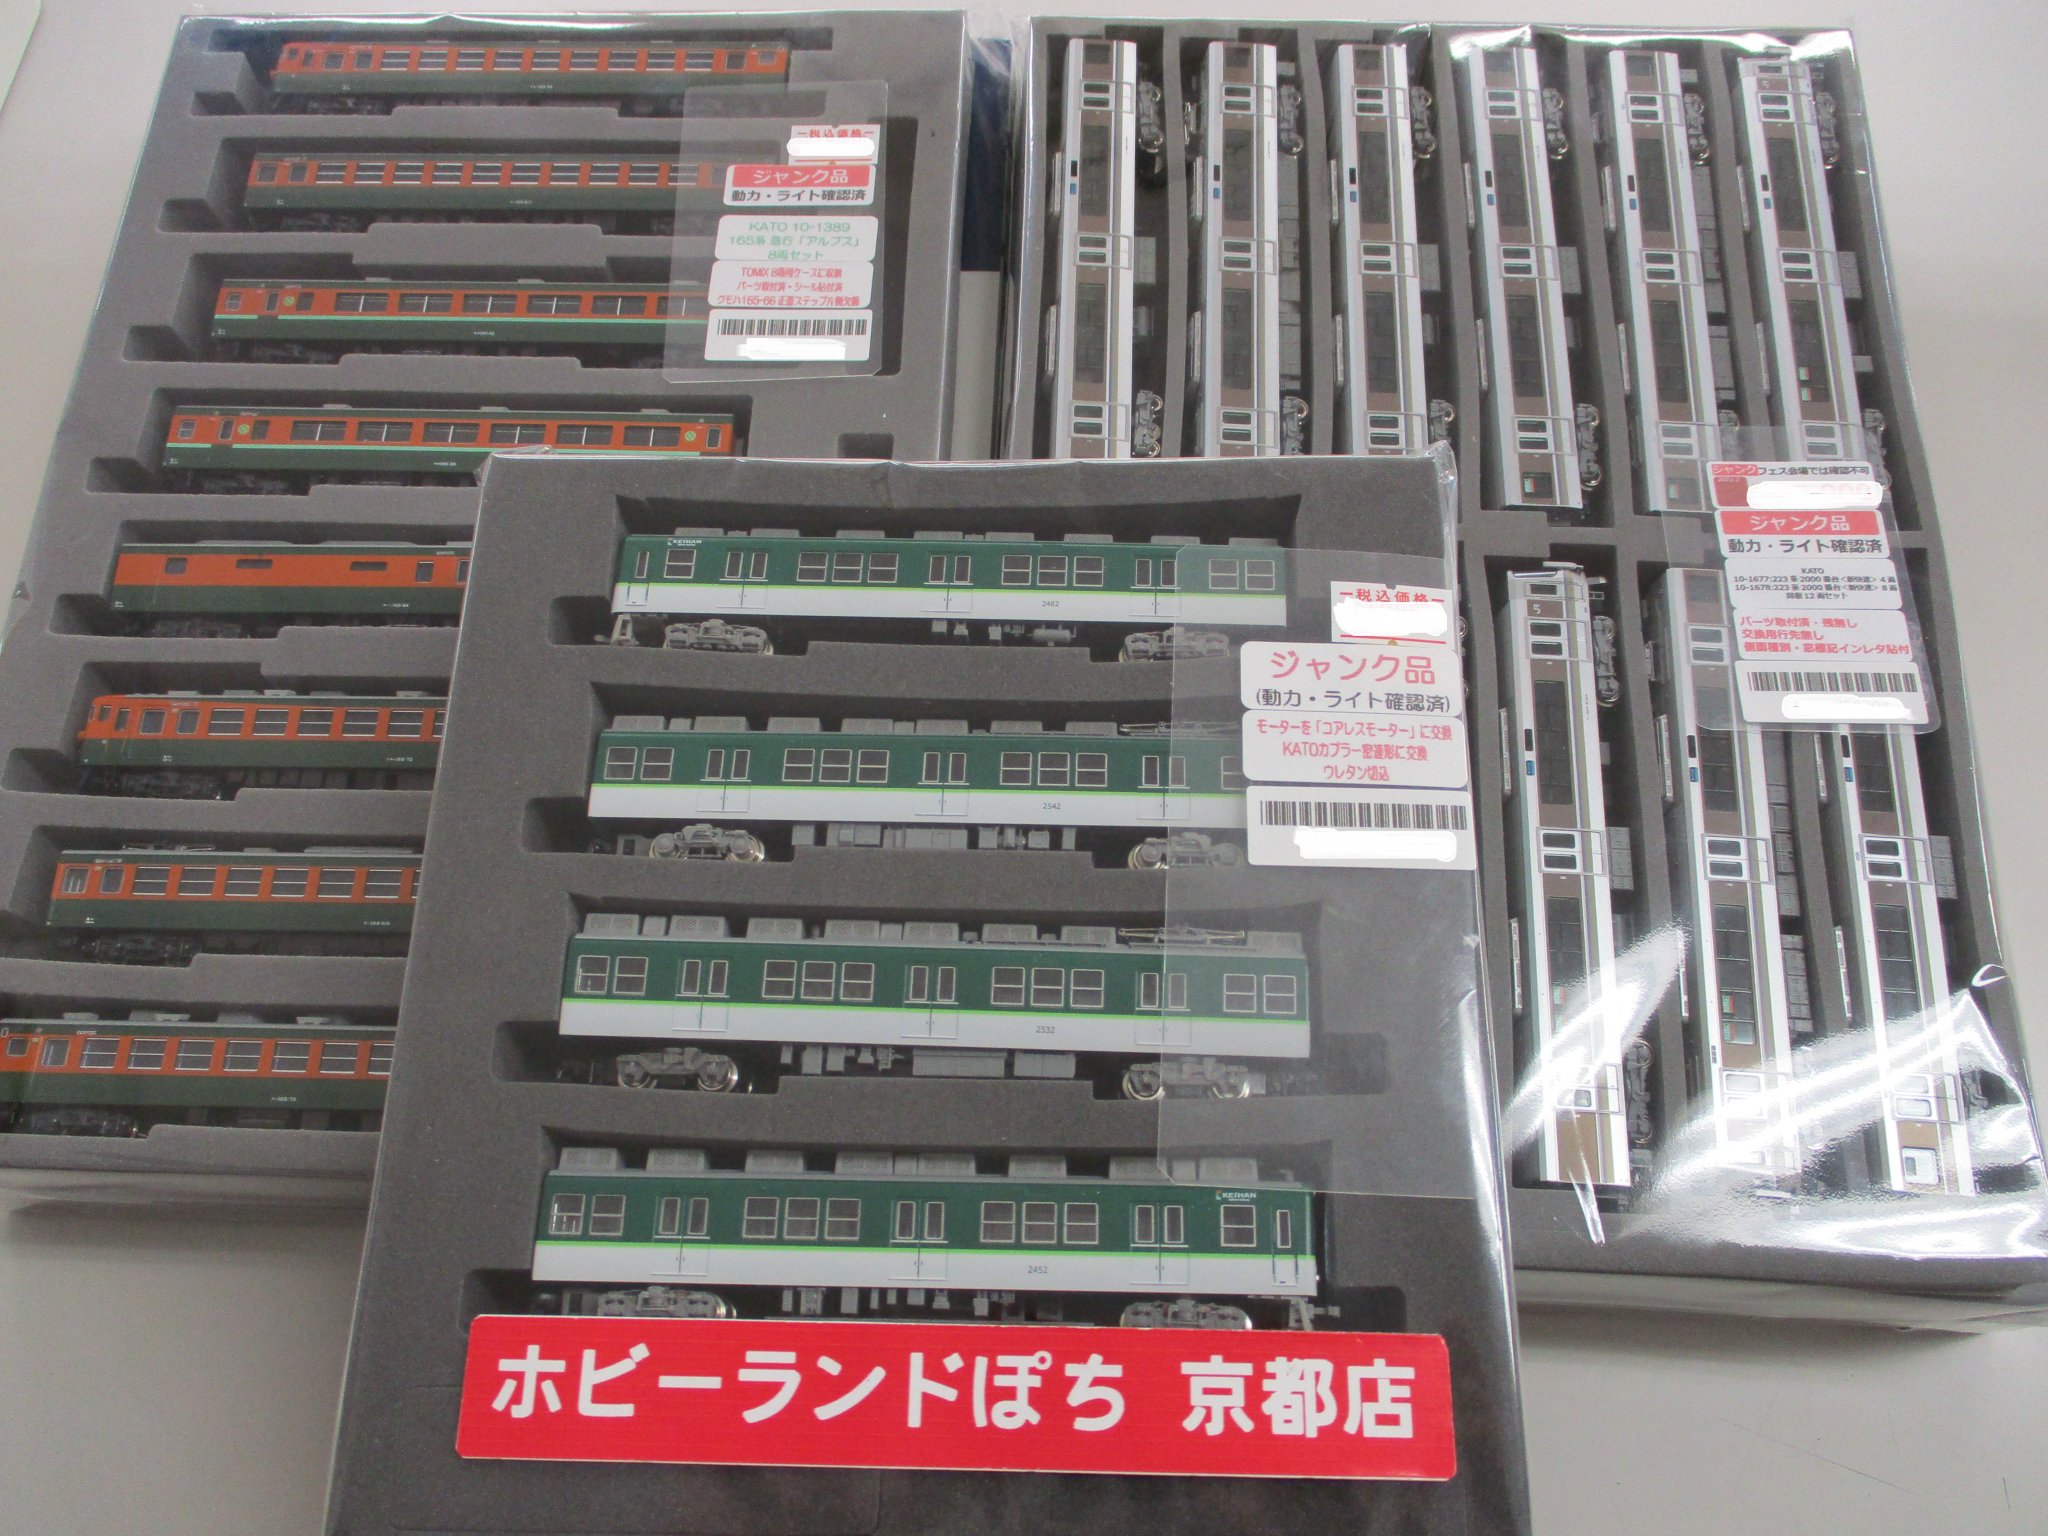 ー税込価格ー
ジャンク品
動力・ライト確認済
KATO 10-1389
165系 急行「アルプス」
8両セット
TOMIX 8両用ケースに収納
パーツ取付済・シール貼付済
クモハ165-66 正面ステップ片側欠損
ジャンク フェス会場では確認不可
ジャンク品
動力・ライト確認済
KATO
10-1677:223系2000番台<新快速>4両
10-1678:223系2000番台<新快速>8両
12両セット
パーツ取付済・残無し
交換用行先無し
側面種別・窓標記インレタ貼付
ー税込価格ー
ジャンク品
(動力・ライト確認済)
モーターを「コアレスモーター」に交換
KATOカプラー密連形に交換
ウレタン切込
KEIHAN
2462
2542
2532
KEIHAN
2452
ホビーランドぽち 京都店